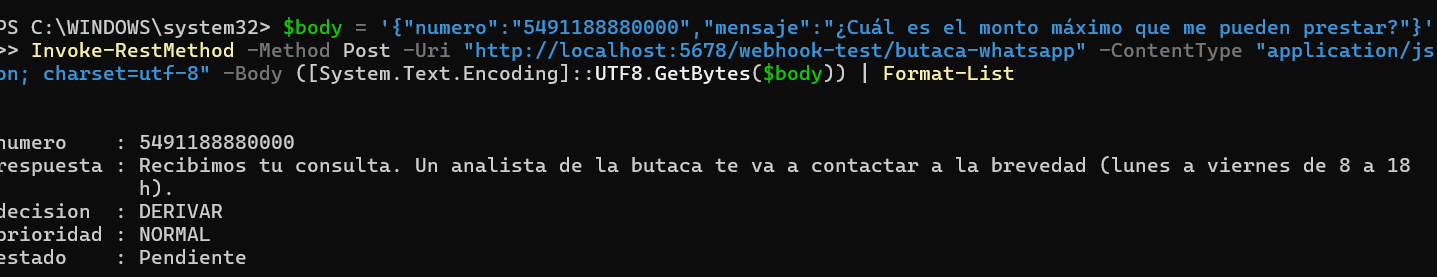 PS C:\WINDOWS\system32> $body = '{"numero":"5491188880000","mensaje":"¿Cuál es el monto máximo que me pueden prestar?"}'
>> Invoke-RestMethod -Method Post -Uri "http://localhost:5678/webhook-test/butaca-whatsapp" -ContentType "application/js
on; charset=utf-8" -Body ([System.Text.Encoding]::UTF8.GetBytes($body)) | Format-List
numero    : 5491188880000
respuesta : Recibimos tu consulta. Un analista de la butaca te va a contactar a la brevedad (lunes a viernes de 8 a 18
            h).
decision  : DERIVAR
prioridad : NORMAL
estado    : Pendiente